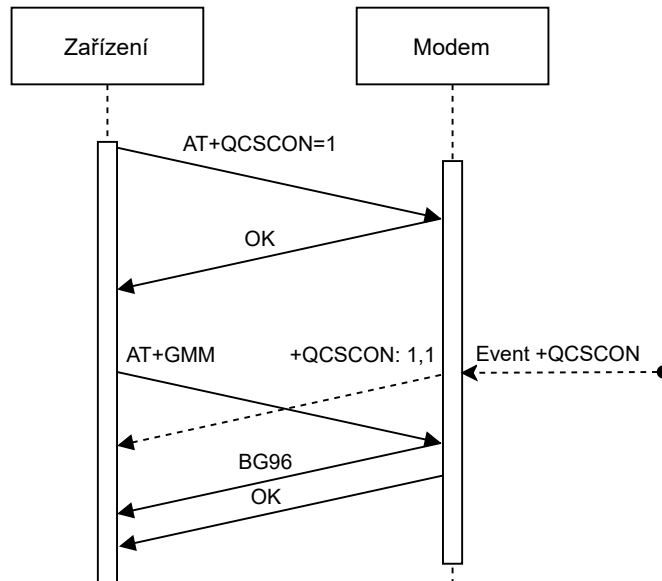 Zařízení
Modem
AT+QCSCON=1
OK
AT+GMM
+QCSCON: 1,1
Event +QCSCON
BG96
OK